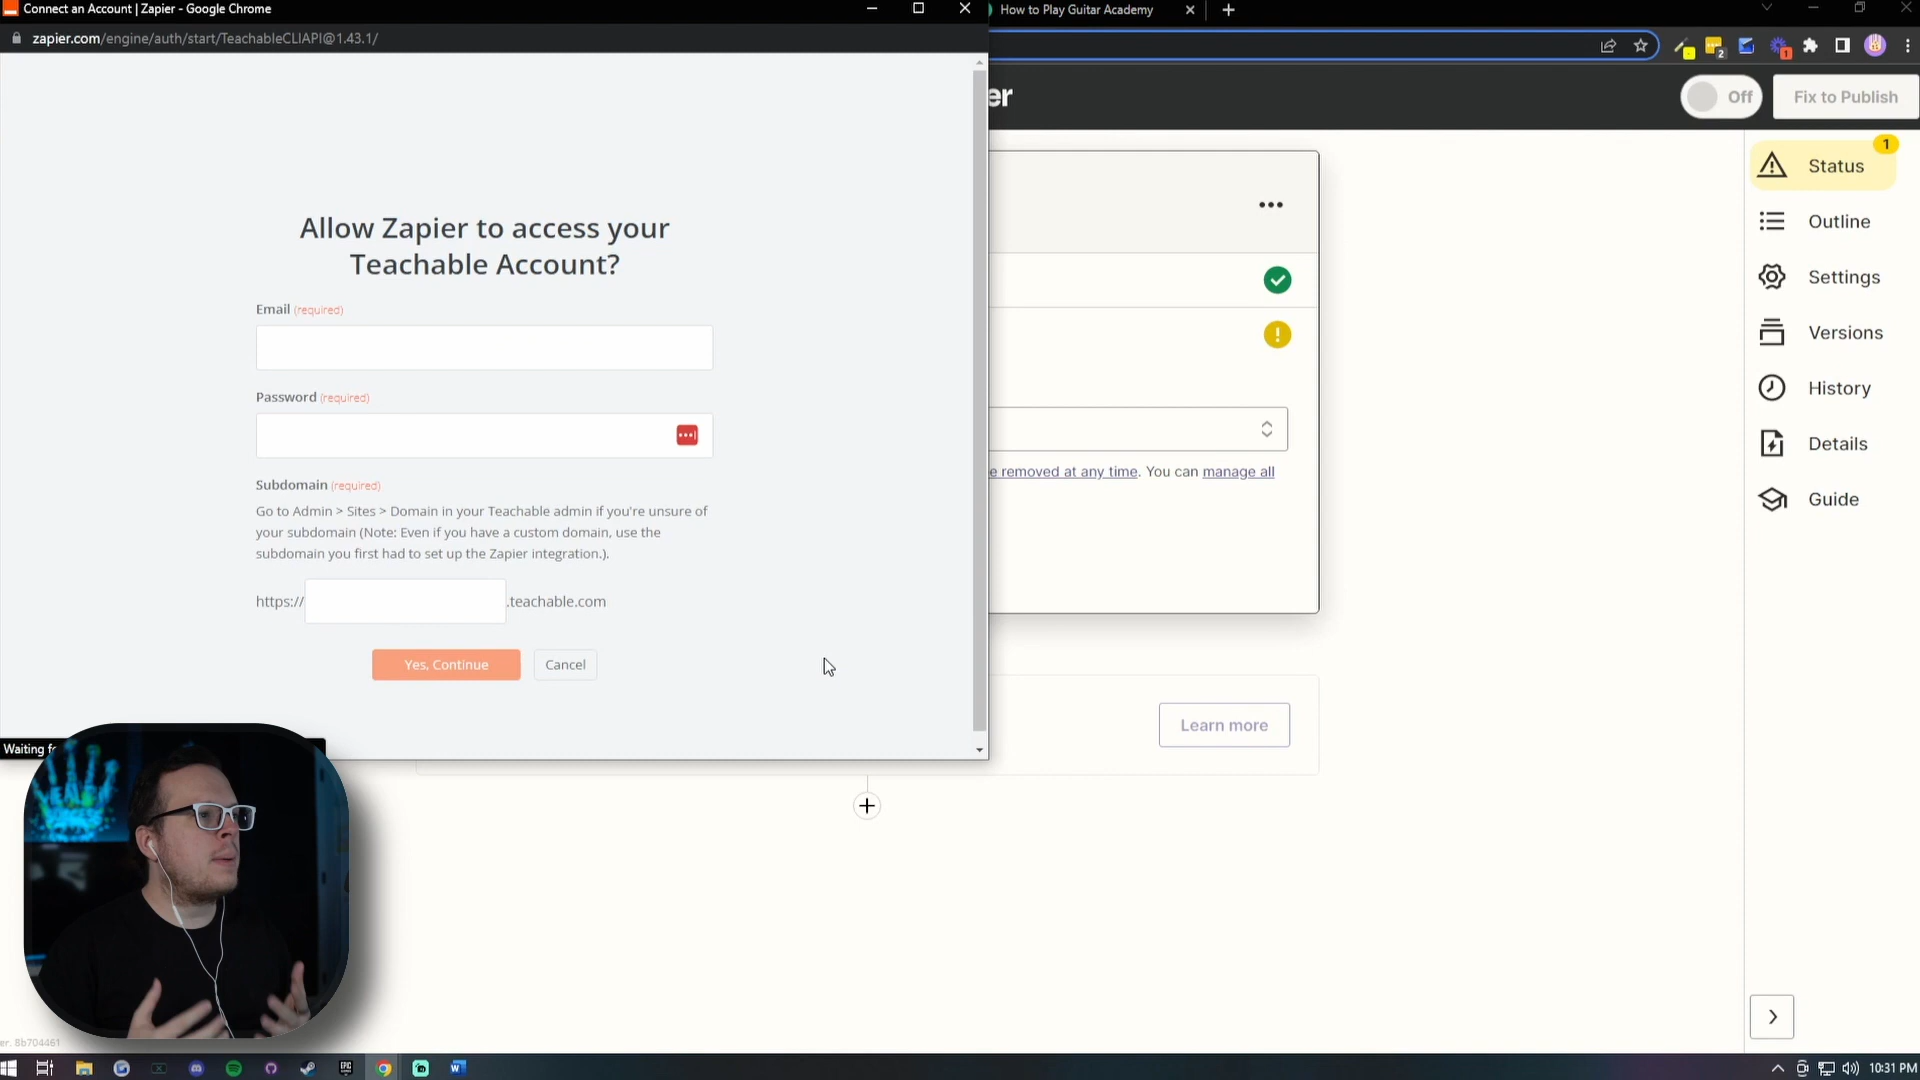 Connect an Account | Zapier - Google Chrome
How to Play Guitar Academy
zapier.com/engine/auth/start/TeachableCLIAPI@1.43.1/
2
1
er
Off
Fix to Publish
Allow Zapier to access your
Teachable Account?
Email (required)
Password (required)
Subdomain (required)
Go to Admin > Sites > Domain in your Teachable admin if you're unsure of
your subdomain (Note: Even if you have a custom domain, use the
subdomain you first had to set up the Zapier integration.).
https://
.teachable.com
Yes, Continue
Cancel
e removed at any time. You can manage all
Learn more
1
Status
Outline
Settings
Versions
History
Details
Guide
Waiting f
er. 8b704461
10:31 PM